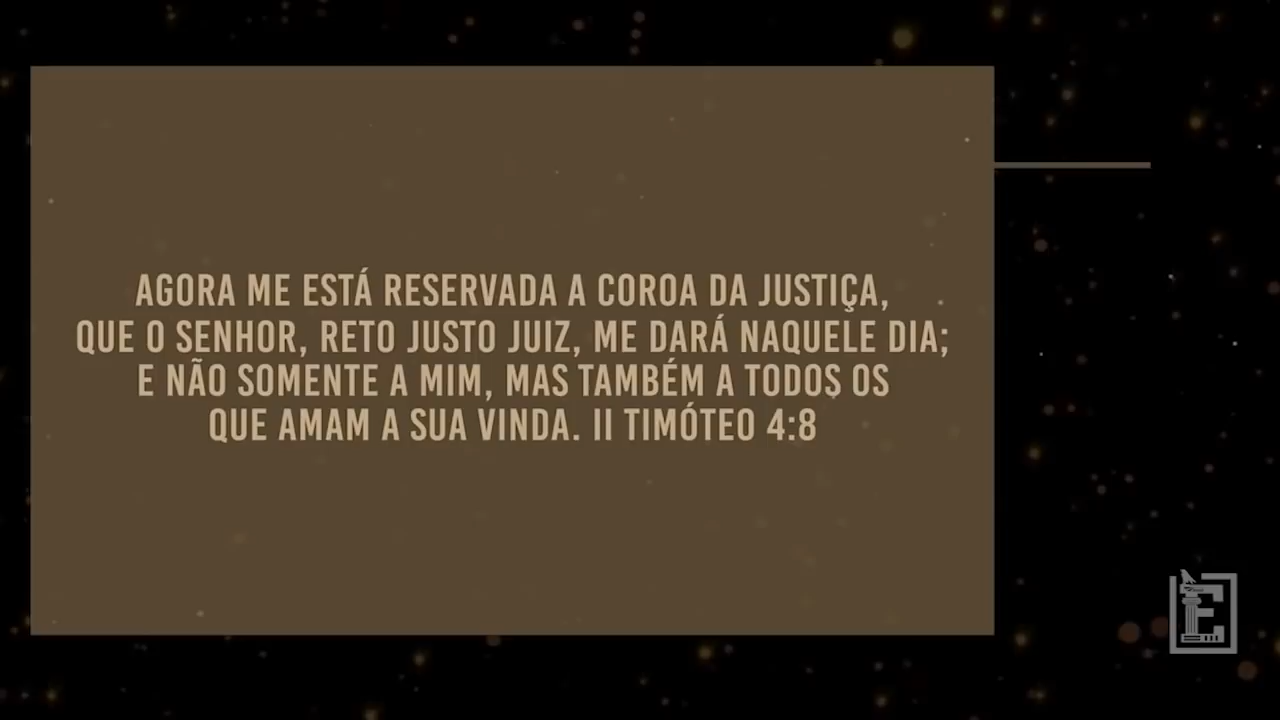 AGORA ME ESTÁ RESERVADA A COROA DA JUSTIÇA,
QUE O SENHOR, RETO JUSTO JUIZ, ME DARÁ NAQUELE DIA;
E NÃO SOMENTE A MIM, MAS TAMBÉM A TODOS OS
QUE AMAM A SUA VINDA. II TIMÓTEO 4:8
E